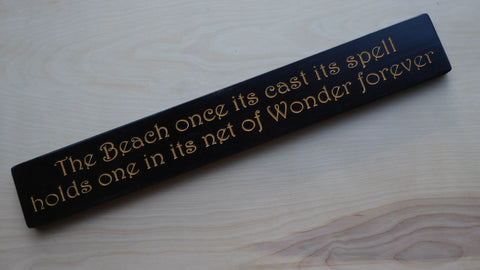 The Beach once its cast its spell
holds one in its net of Wonder forever